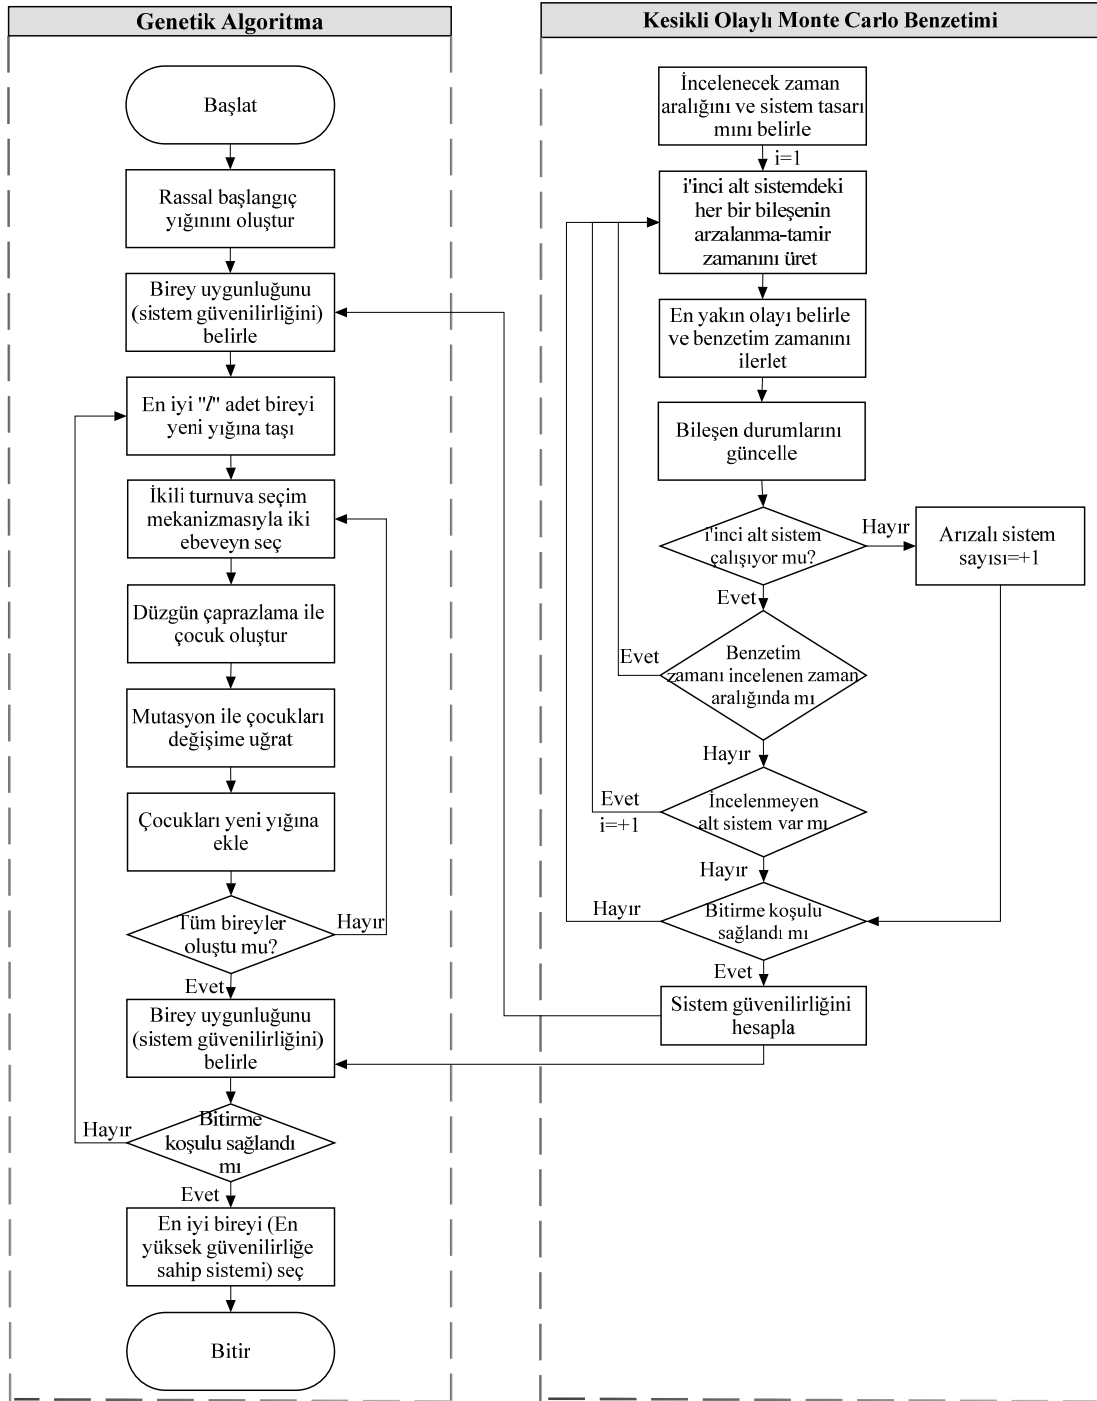 Genetik Algoritma
Başlat
Rassal başlangıç
yığınını oluştur
Birey uygunluğunu
(sistem güvenilirliğini)
belirle
En iyi "l" adet bireyi
yeni yığına taşı
İkili turnuva seçim
mekanizmasıyla iki
ebeveyn seç
Düzgün çaprazlama ile
çocuk oluştur
Mutasyon ile çocukları
değişime uğrat
Çocukları yeni yığına
ekle
Tüm bireyler
oluştu mu?
Hayır
Evet
Birey uygunluğunu
(sistem güvenilirliğini)
belirle
Bitirme
koşulu sağlandı
mı
Hayır
Evet
En iyi bireyi (En
yüksek güvenilirliğe
sahip sistemi) seç
Bitir
Kesikli Olaylı Monte Carlo Benzetimi
İncelenecek zaman
aralığını ve sistem tasarı
mını belirle
i=1
i'inci alt sistemdeki
her bir bileşenin
arzalanma-tamir
zamanını üret
En yakın olayı belirle
ve benzetim zamanını
ilerlet
Bileşen durumlarını
güncelle
i'inci alt sistem
çalışıyor mu?
Hayır
Arızalı sistem
sayısı=+1
Evet
Benzetim
zamanı incelenen zaman
aralığında mı
Evet
Hayır
İncelenmeyen
alt sistem var mı
Evet
i=+1
Hayır
Bitirme koşulu
sağlandı mı
Hayır
Evet
Sistem güvenilirliğini
hesapla